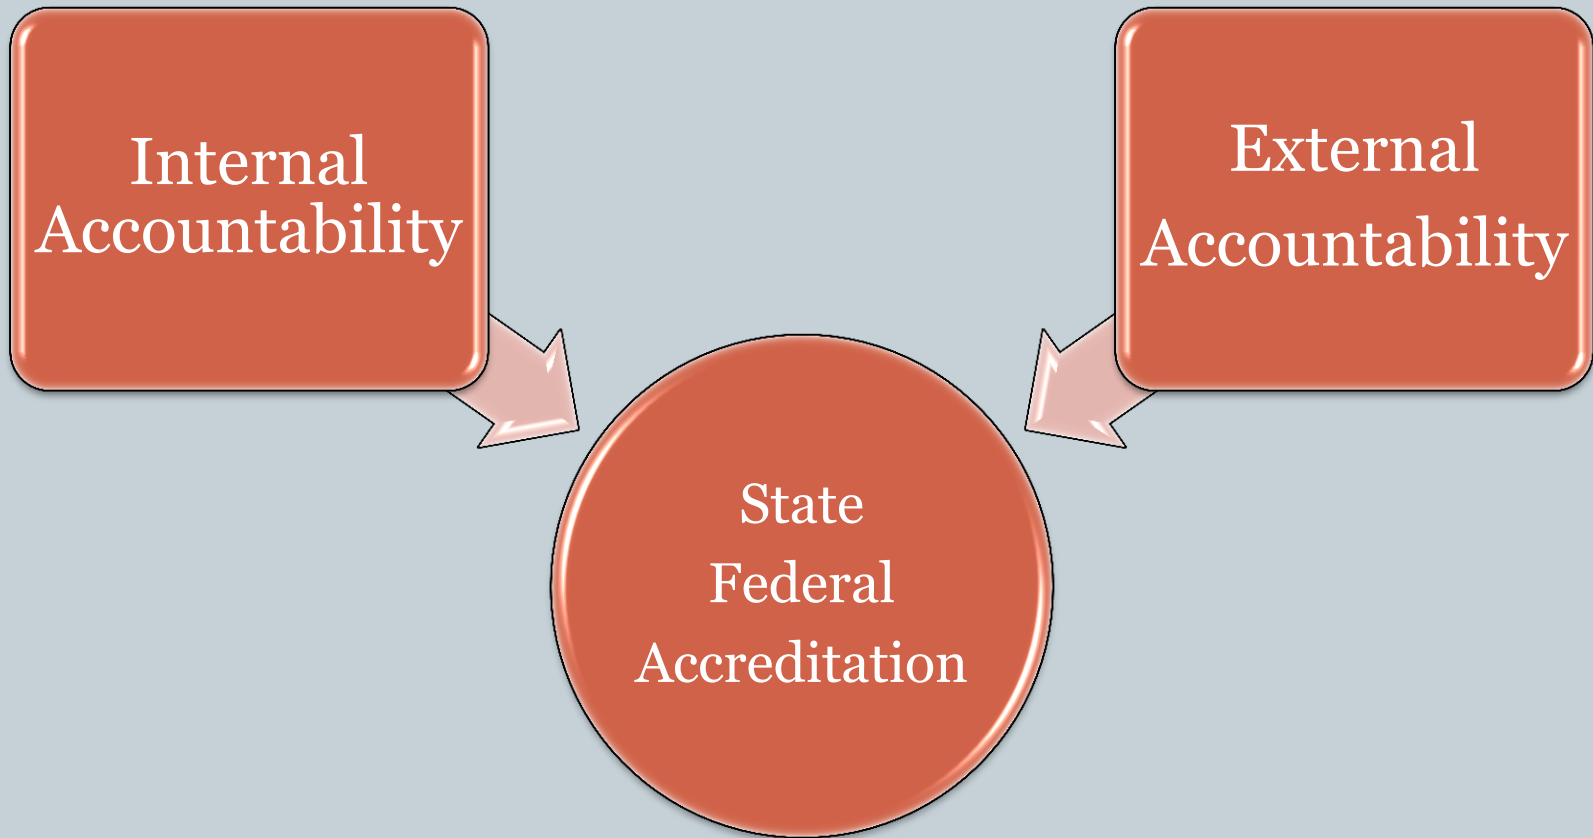 Internal
Accountability
External
Accountability
State
Federal
Accreditation